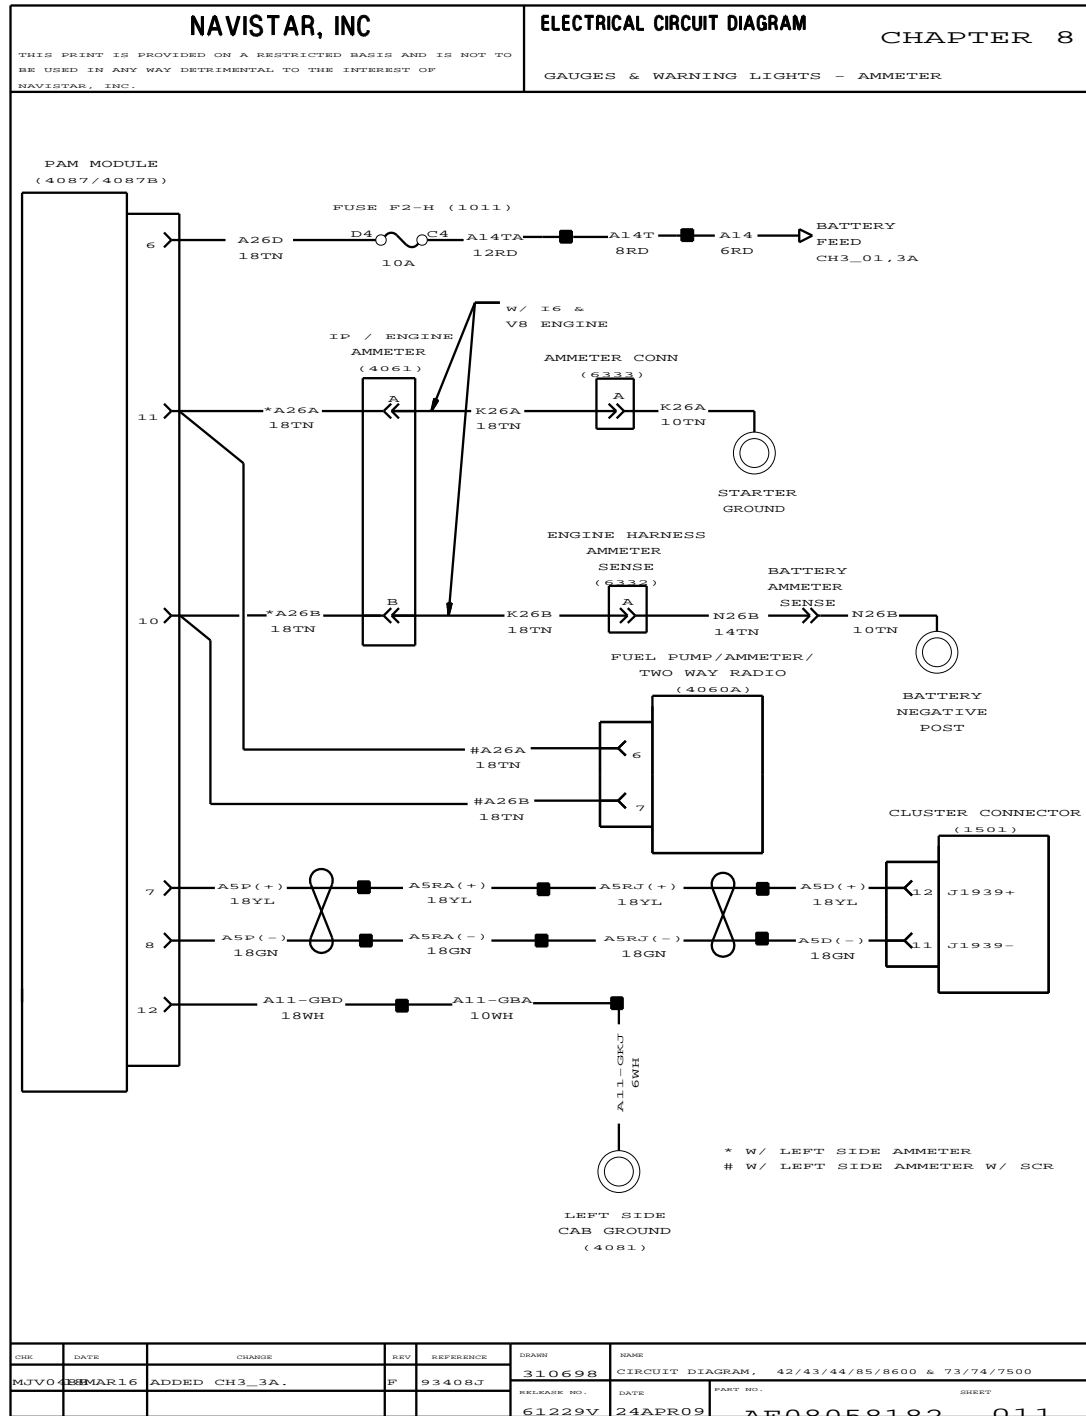 NAVISTAR, INC
THIS PRINT IS PROVIDED ON A RESTRICTED BASIS AND IS NOT TO
BE USED IN ANY WAY DETRIMENTAL TO THE INTEREST OF
NAVISTAR, INC.
ELECTRICAL CIRCUIT DIAGRAM
CHAPTER 8
GAUGES & WARNING LIGHTS - AMMETER
PAM MODULE
(4087/4087B)
FUSE F2-H (1011)
6
A26D
18TN
D4
C4
10A
A14TA
12RD
A14T
8RD
A14
6RD
BATTERY
FEED
CH3_01,3A
W/ I6 &
V8 ENGINE
IP / ENGINE
AMMETER
(4061)
AMMETER CONN
(6333)
11
*A26A
18TN
A
K26A
18TN
A
K26A
10TN
STARTER
GROUND
ENGINE HARNESS
AMMETER
SENSE
(6332)
BATTERY
AMMETER
SENSE
10
*A26B
18TN
B
K26B
18TN
A
N26B
14TN
N26B
10TN
BATTERY
NEGATIVE
POST
FUEL PUMP/AMMETER/
TWO WAY RADIO
(4060A)
#A26A
18TN
6
#A26B
18TN
7
CLUSTER CONNECTOR
(1501)
7
A5P(+)
18YL
A5RA(+)
18YL
A5RJ(+)
18YL
A5D(+)
18YL
12
J1939+
8
A5P(-)
18GN
A5RA(-)
18GN
A5RJ(-)
18GN
A5D(-)
18GN
11
J1939-
12
A11-GBD
18WH
A11-GBA
10WH
A11-GKJ
6WH
LEFT SIDE
CAB GROUND
(4081)
* W/ LEFT SIDE AMMETER
# W/ LEFT SIDE AMMETER W/ SCR
CHK DATE CHANGE REV REFERENCE
ADDED CH3_3A. F 93408J
DRAWN
310698
NAME
CIRCUIT DIAGRAM, 42/43/44/85/8600 & 73/74/7500
RELEASE NO.
61229V
DATE
24APR09
PART NO.
SHEET